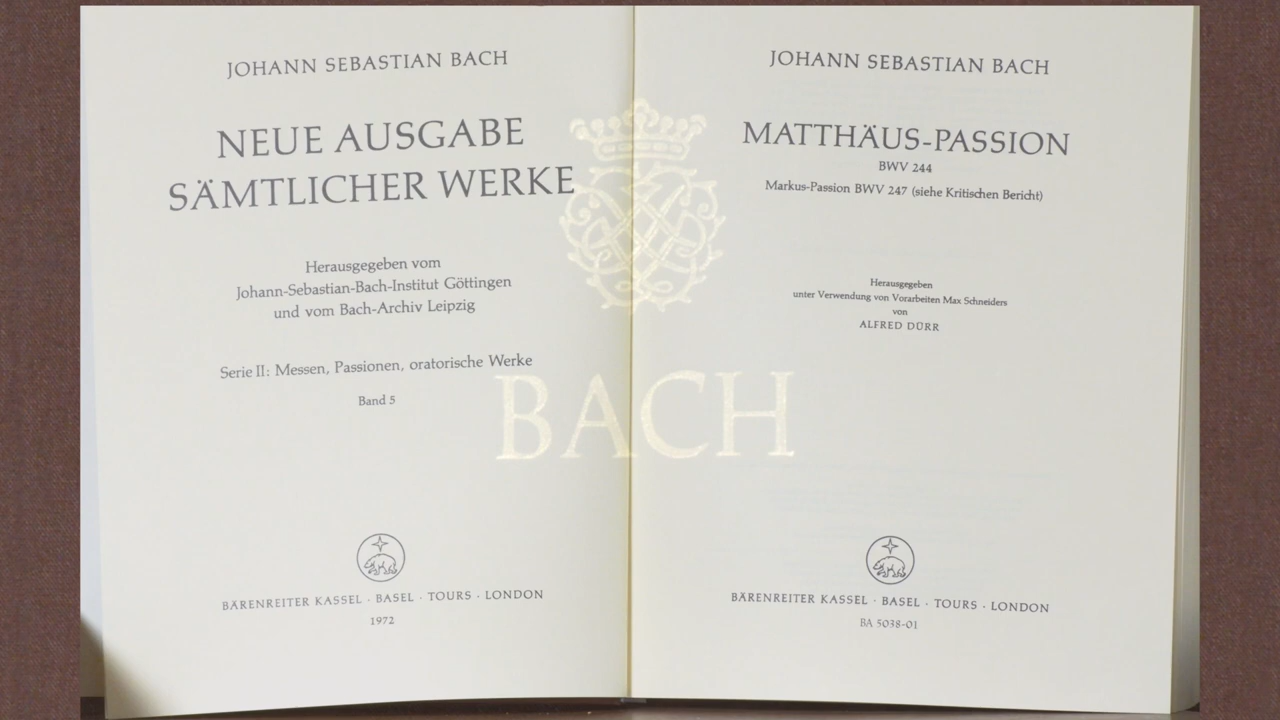 JOHANN SEBASTIAN BACH
NEUE AUSGABE
SÄMTLICHER WERKE
Herausgegeben vom
Johann-Sebastian-Bach-Institut Göttingen
und vom Bach-Archiv Leipzig
Serie II: Messen, Passionen, oratorische Werke
Band 5
BÄRENREITER KASSEL · BASEL · TOURS · LONDON
1972
JOHANN SEBASTIAN BACH
MATTHÄUS-PASSION
BWV 244
Markus-Passion BWV 247 (siehe Kritischen Bericht)
Herausgegeben
unter Verwendung von Vorarbeiten Max Schneiders
von
ALFRED DÜRR
BÄRENREITER KASSEL · BASEL · TOURS · LONDON
BA 5038-01
BACH